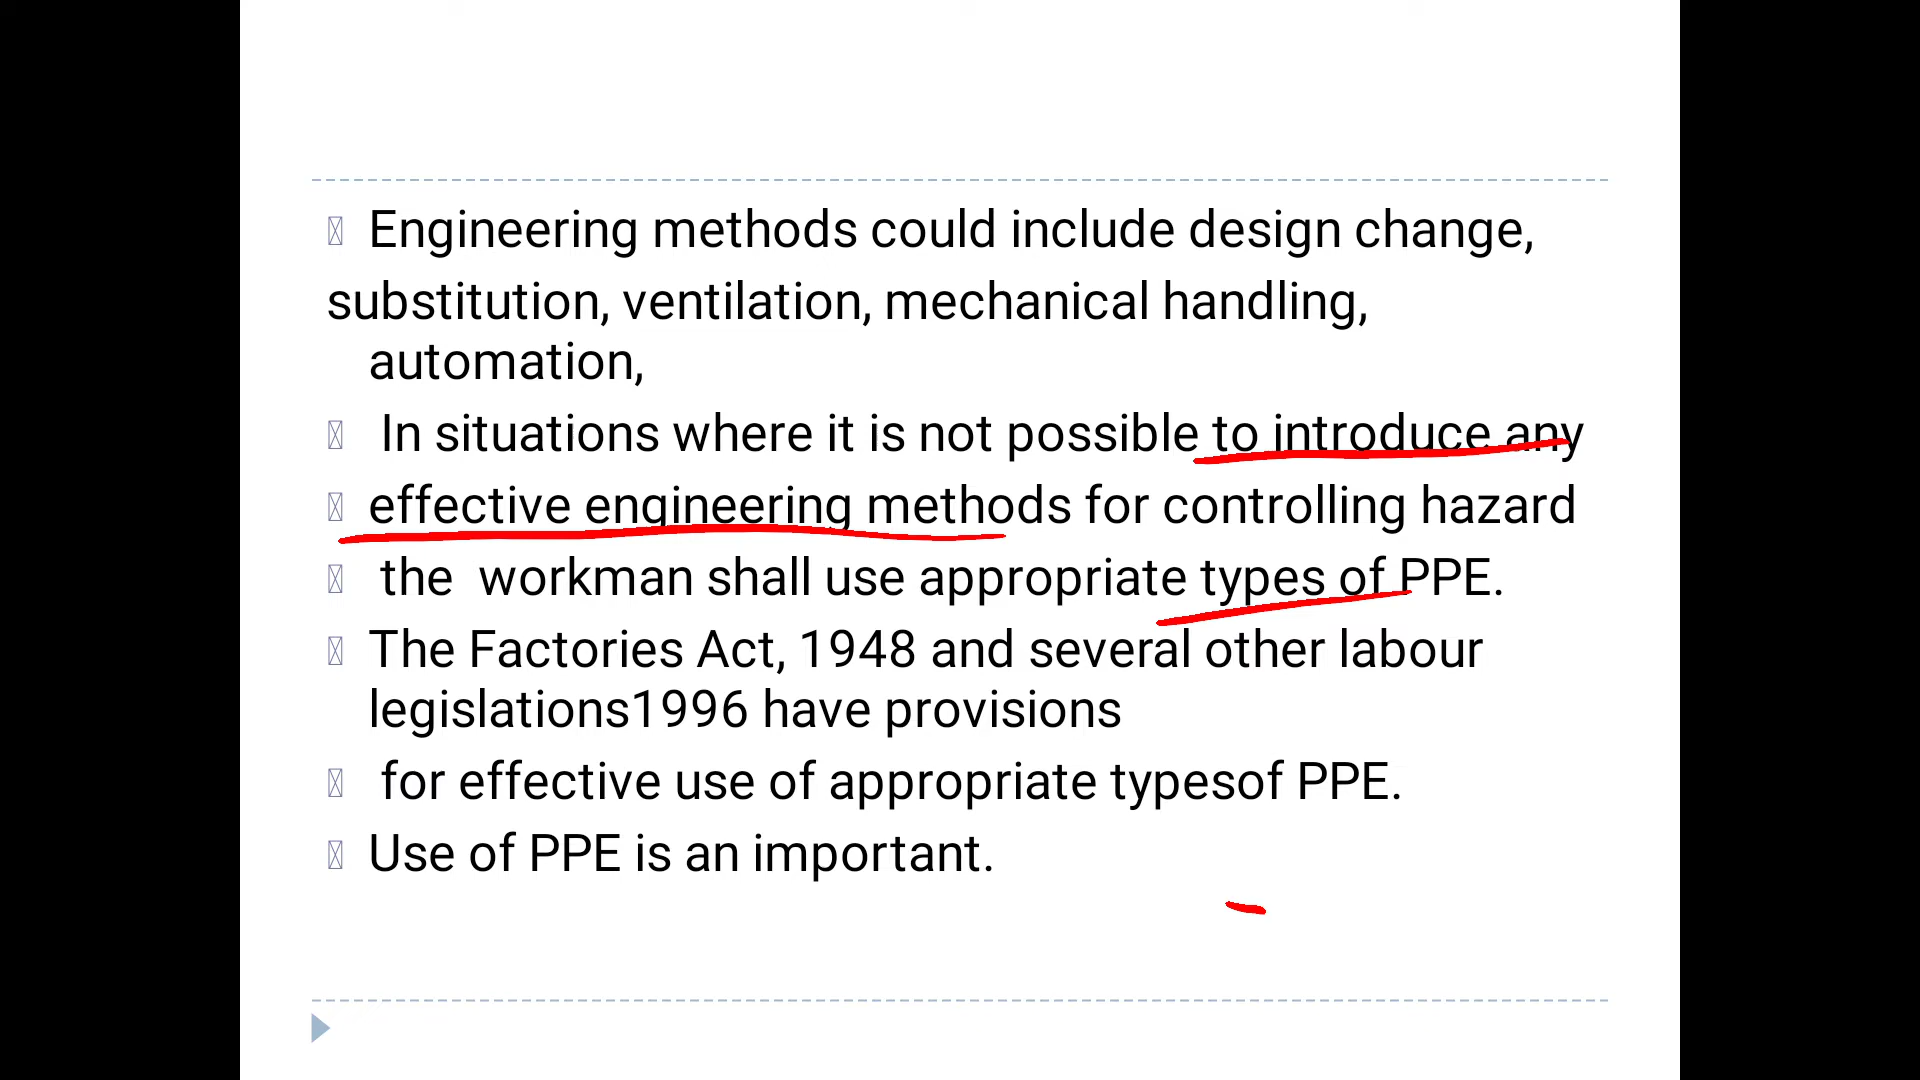 Engineering methods could include design change,
substitution, ventilation, mechanical handling,
automation,
In situations where it is not possible to introduce any
effective engineering methods for controlling hazard
the workman shall use appropriate types of PPE.
The Factories Act, 1948 and several other labour
legislations1996 have provisions
for effective use of appropriate typesof PPE.
Use of PPE is an important.